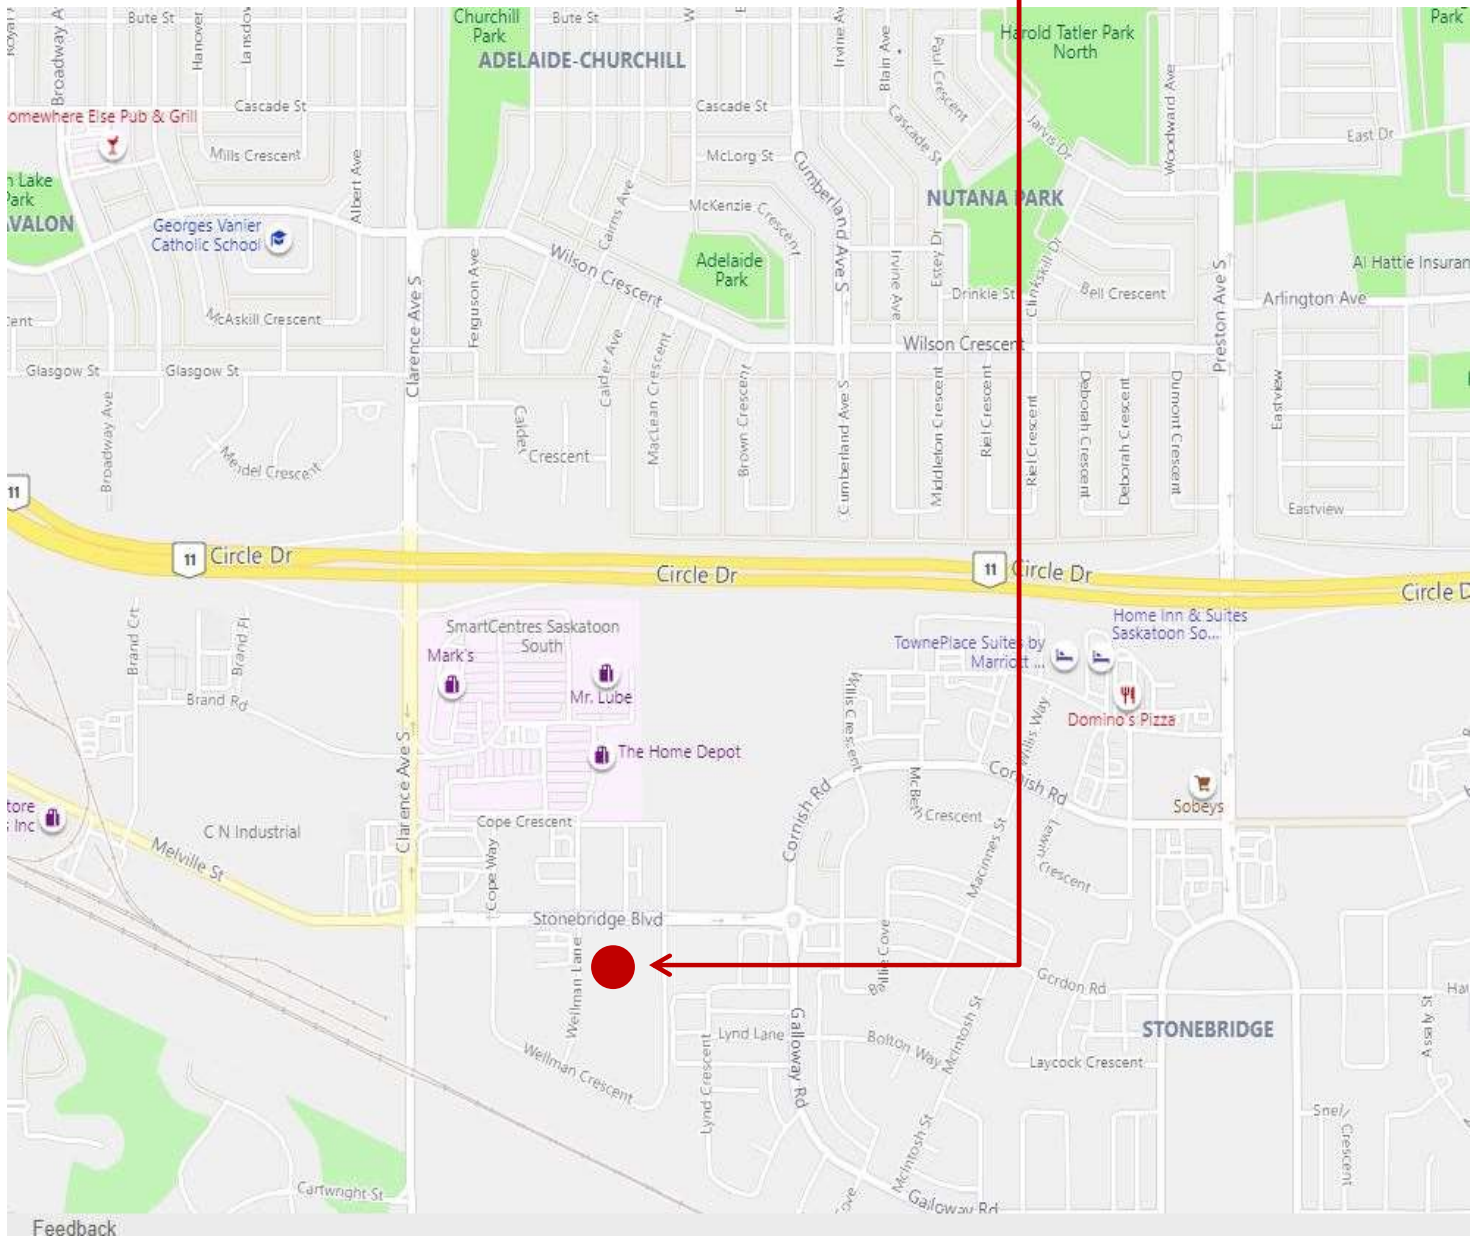 Bute St
Churchill
Park
Bute St
Park
Broadway A
Hanover
Irvine Av
Blain Ave
Paul Crescent
Harold Tatler Park
North
ADELAIDE-CHURCHILL
Cascade St
Cascade St
Cascade St
Woodward Ave
omewhere Else Pub & Grill
Mills Crescent
McLorg St
Jarvis Dr
East Dr
Albert Ave
Cairns Ave
Cumberland Ave S
n Lake
Park
AVALON
Georges Vanier
Catholic School
McKenzie Crescent
NUTANA PARK
Wilson Crescent
Adelaide
Park
Irvine Ave
Estey Dr
Clinkskill Dr
Preston Ave S
Al Hattie Insuran
Drinkle St
Bell Crescent
Arlington Ave
McAskill Crescent
Clarence Ave S
Ferguson Ave
Calder Ave
MacLean Crescent
Wilson Crescent
Glasgow St
Glasgow St
Broadway Ave
Calder
Crescent
Brown Crescent
Cumberland Ave S
Middleton Crescent
Riel Crescent
Riel Crescent
Deborah Crescent
Deborah Crescent
Dumont Crescent
Eastview
Meidel Crescent
Eastview
11
11
Circle Dr
Circle Dr
11
Circle Dr
Circle D
Brand Crt
Brand Pl
SmartCentres Saskatoon
South
Home Inn & Suites
Saskatoon So...
TownePlace Suites by
Marriott ...
Mark's
Mr. Lube
Brand Rd
Willis Crescent
Willis Way
Domino's Pizza
The Home Depot
Clarence Ave S
Cornish Rd
Cornish Rd
McBeth
Crescent
Sobeys
tore
s Inc
C N Industrial
Cope Crescent
Macinnes St
Lewin
Crescent
Melville St
Cope Way
Stonebridge Blvd
Wellman Lane
Baillie Cove
Gordon Rd
Galloway Rd
McIntosh St
STONEBRIDGE
Assaly St
Lynd Lane
Bolton Way
Laycock Crescent
Wellman Crescent
Lynd Crescent
McIntosh St
Snell
Crescent
Cartwright St
Galloway Rd
Feedback